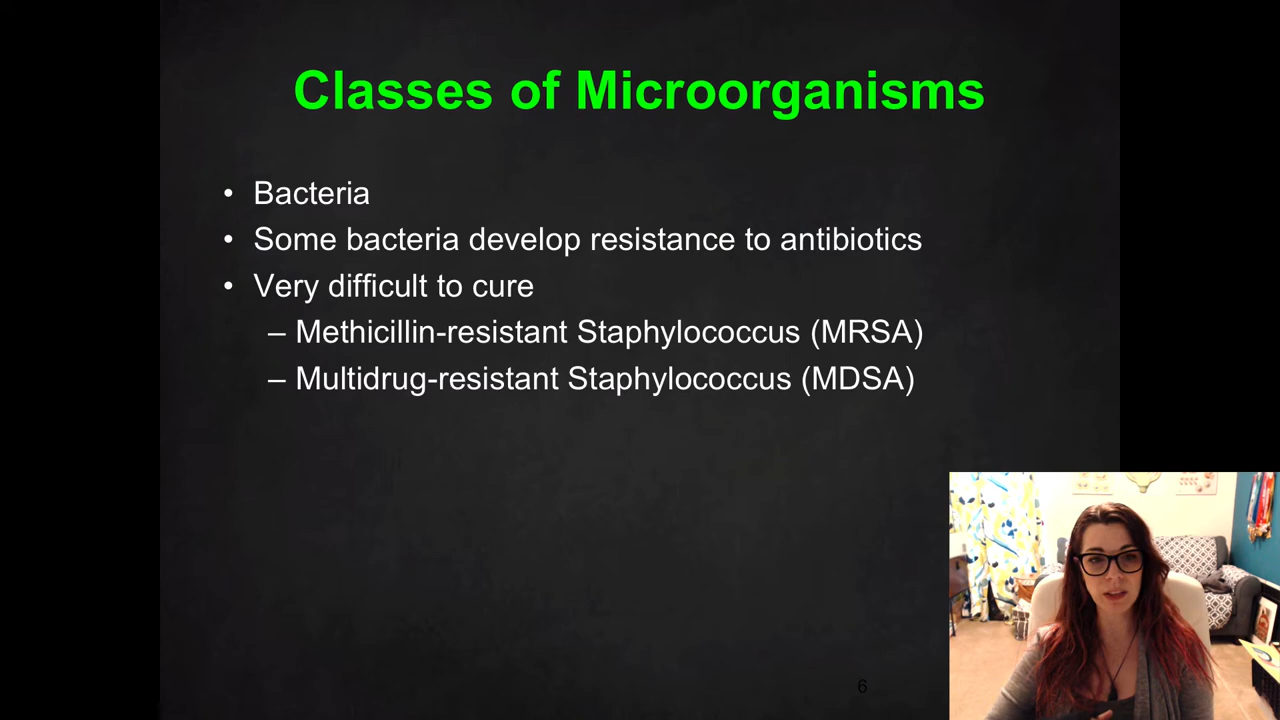 Classes of Microorganisms
• Bacteria
• Some bacteria develop resistance to antibiotics
• Very difficult to cure
– Methicillin-resistant Staphylococcus (MRSA)
– Multidrug-resistant Staphylococcus (MDSA)
6